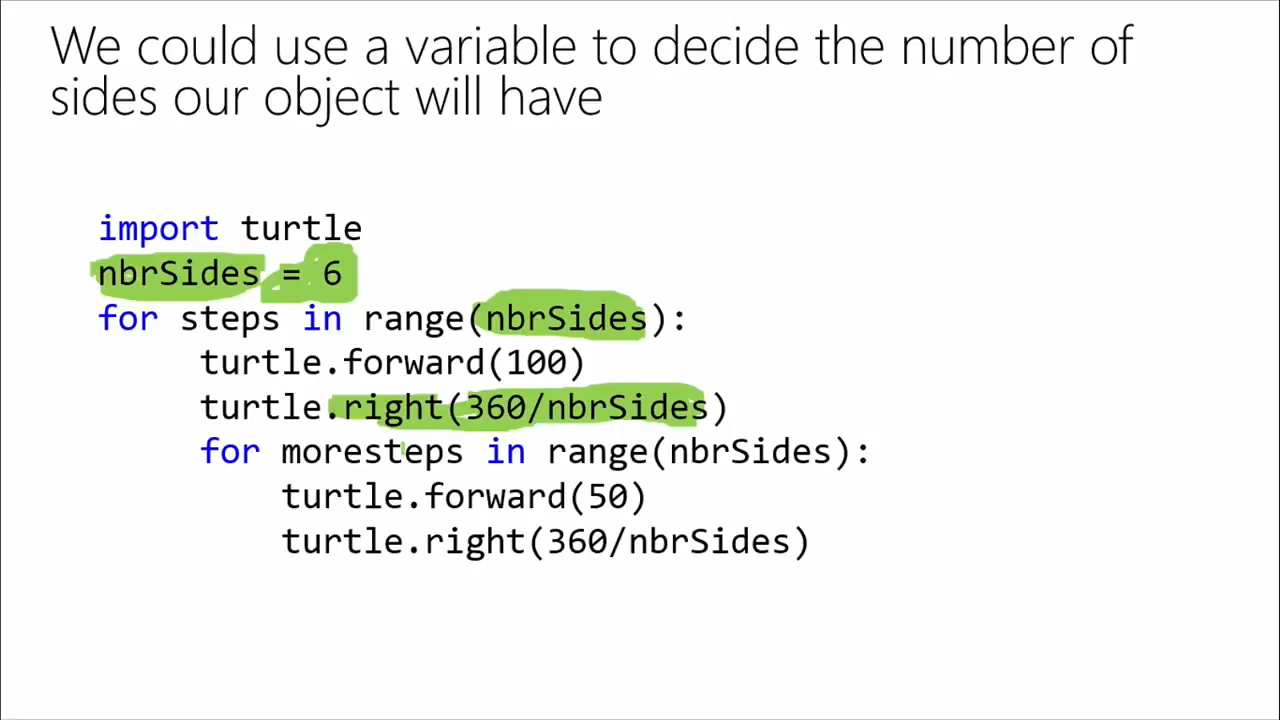 We could use a variable to decide the number of
sides our object will have
import turtle
nbrSides = 6
for steps in range(nbrSides):
turtle.forward(100)
turtle.right(360/nbrSides)
for moresteps in range(nbrSides):
turtle.forward(50)
turtle.right(360/nbrSides)